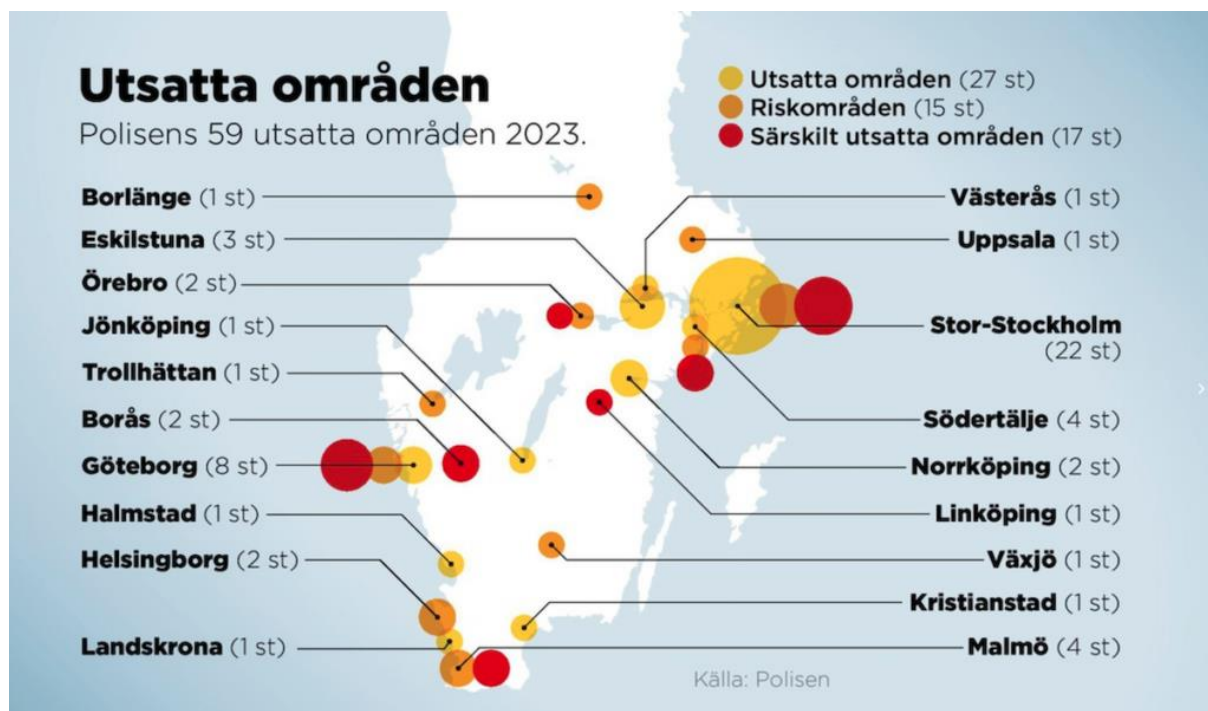 Utsatta områden
Polisens 59 utsatta områden 2023.
Utsatta områden (27 st)
Riskområden (15 st)
Särskilt utsatta områden (17 st)
Borlänge (1 st)
Eskilstuna (3 st)
Örebro (2 st)
Jönköping (1 st)
Trollhättan (1 st)
Borås (2 st)
Göteborg (8 st)
Halmstad (1 st)
Helsingborg (2 st)
Landskrona (1 st)
Västerås (1 st)
Uppsala (1 st)
Stor-Stockholm
(22 st)
Södertälje (4 st)
Norrköping (2 st)
Linköping (1 st)
Växjö (1 st)
Kristianstad (1 st)
Malmö (4 st)
Källa: Polisen